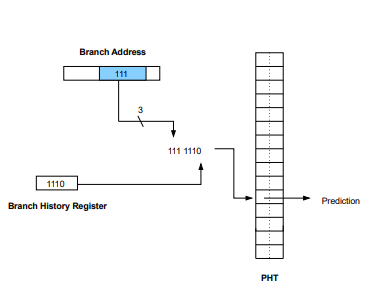 Branch Address
111
3
111 1110
1110
Branch History Register
Prediction
PHT